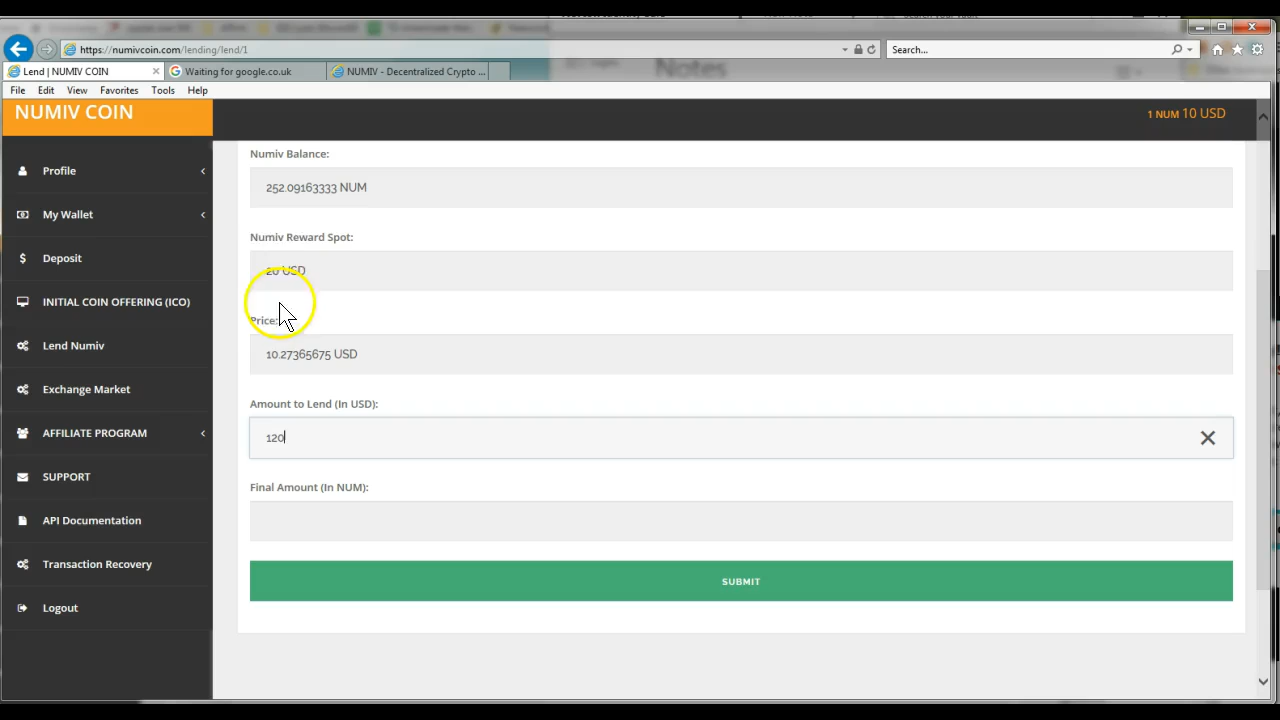 Notes
https://numivcoin.com/lending/lend/1
Search...
Lend | NUMIV COIN
Waiting for google.co.uk
NUMIV - Decentralized Crypto ...
File Edit View Favorites Tools Help
NUMIV COIN
1 NUM 10 USD
Profile
My Wallet
Deposit
INITIAL COIN OFFERING (ICO)
Lend Numiv
Exchange Market
AFFILIATE PROGRAM
SUPPORT
API Documentation
Transaction Recovery
Logout
Numiv Balance:
252.09163333 NUM
Numiv Reward Spot:
20 USD
Price:
10.27365675 USD
Amount to Lend (In USD):
120
Final Amount (In NUM):
SUBMIT